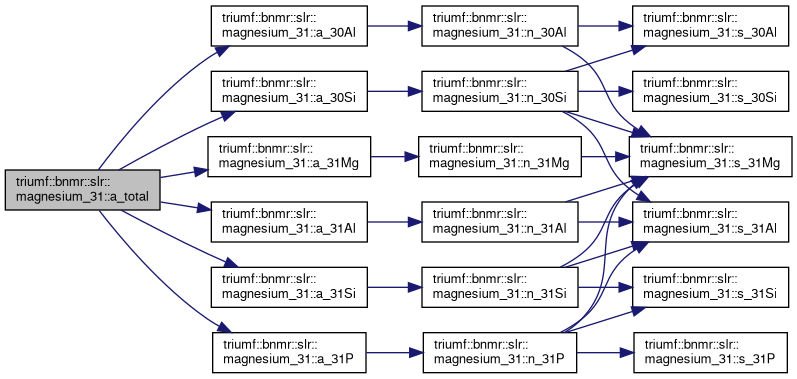 triumf::bnmr::slr::
magnesium_31::a_total
triumf::bnmr::slr::
magnesium_31::a_30Al
triumf::bnmr::slr::
magnesium_31::a_30Si
triumf::bnmr::slr::
magnesium_31::a_31Mg
triumf::bnmr::slr::
magnesium_31::a_31Al
triumf::bnmr::slr::
magnesium_31::a_31Si
triumf::bnmr::slr::
magnesium_31::a_31P
triumf::bnmr::slr::
magnesium_31::n_30Al
triumf::bnmr::slr::
magnesium_31::n_30Si
triumf::bnmr::slr::
magnesium_31::n_31Mg
triumf::bnmr::slr::
magnesium_31::n_31Al
triumf::bnmr::slr::
magnesium_31::n_31Si
triumf::bnmr::slr::
magnesium_31::n_31P
triumf::bnmr::slr::
magnesium_31::s_30Al
triumf::bnmr::slr::
magnesium_31::s_30Si
triumf::bnmr::slr::
magnesium_31::s_31Mg
triumf::bnmr::slr::
magnesium_31::s_31Al
triumf::bnmr::slr::
magnesium_31::s_31Si
triumf::bnmr::slr::
magnesium_31::s_31P